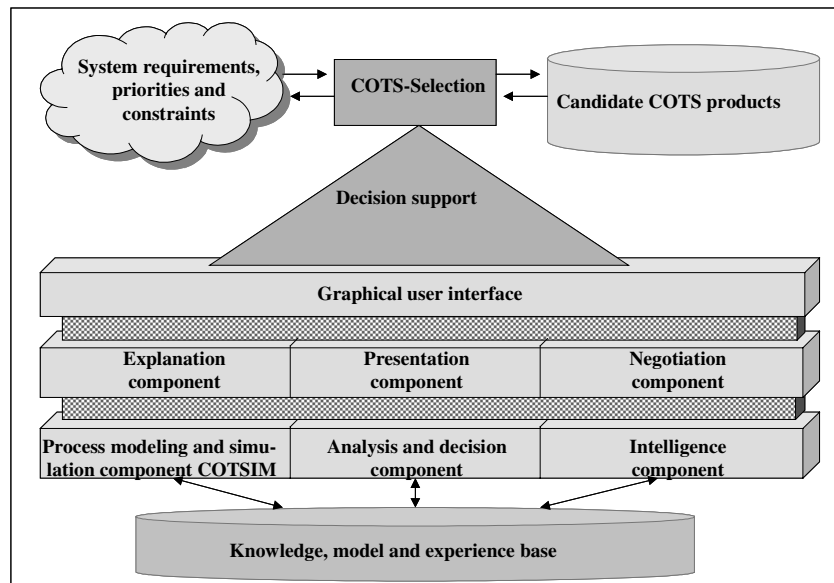 System requirements,
priorities and
constraints
COTS-Selection
Candidate COTS products
Decision support
Graphical user interface
Explanation
component
Presentation
component
Negotiation
component
Process modeling and simu-
lation component COTSIM
Analysis and decision
component
Intelligence
component
Knowledge, model and experience base